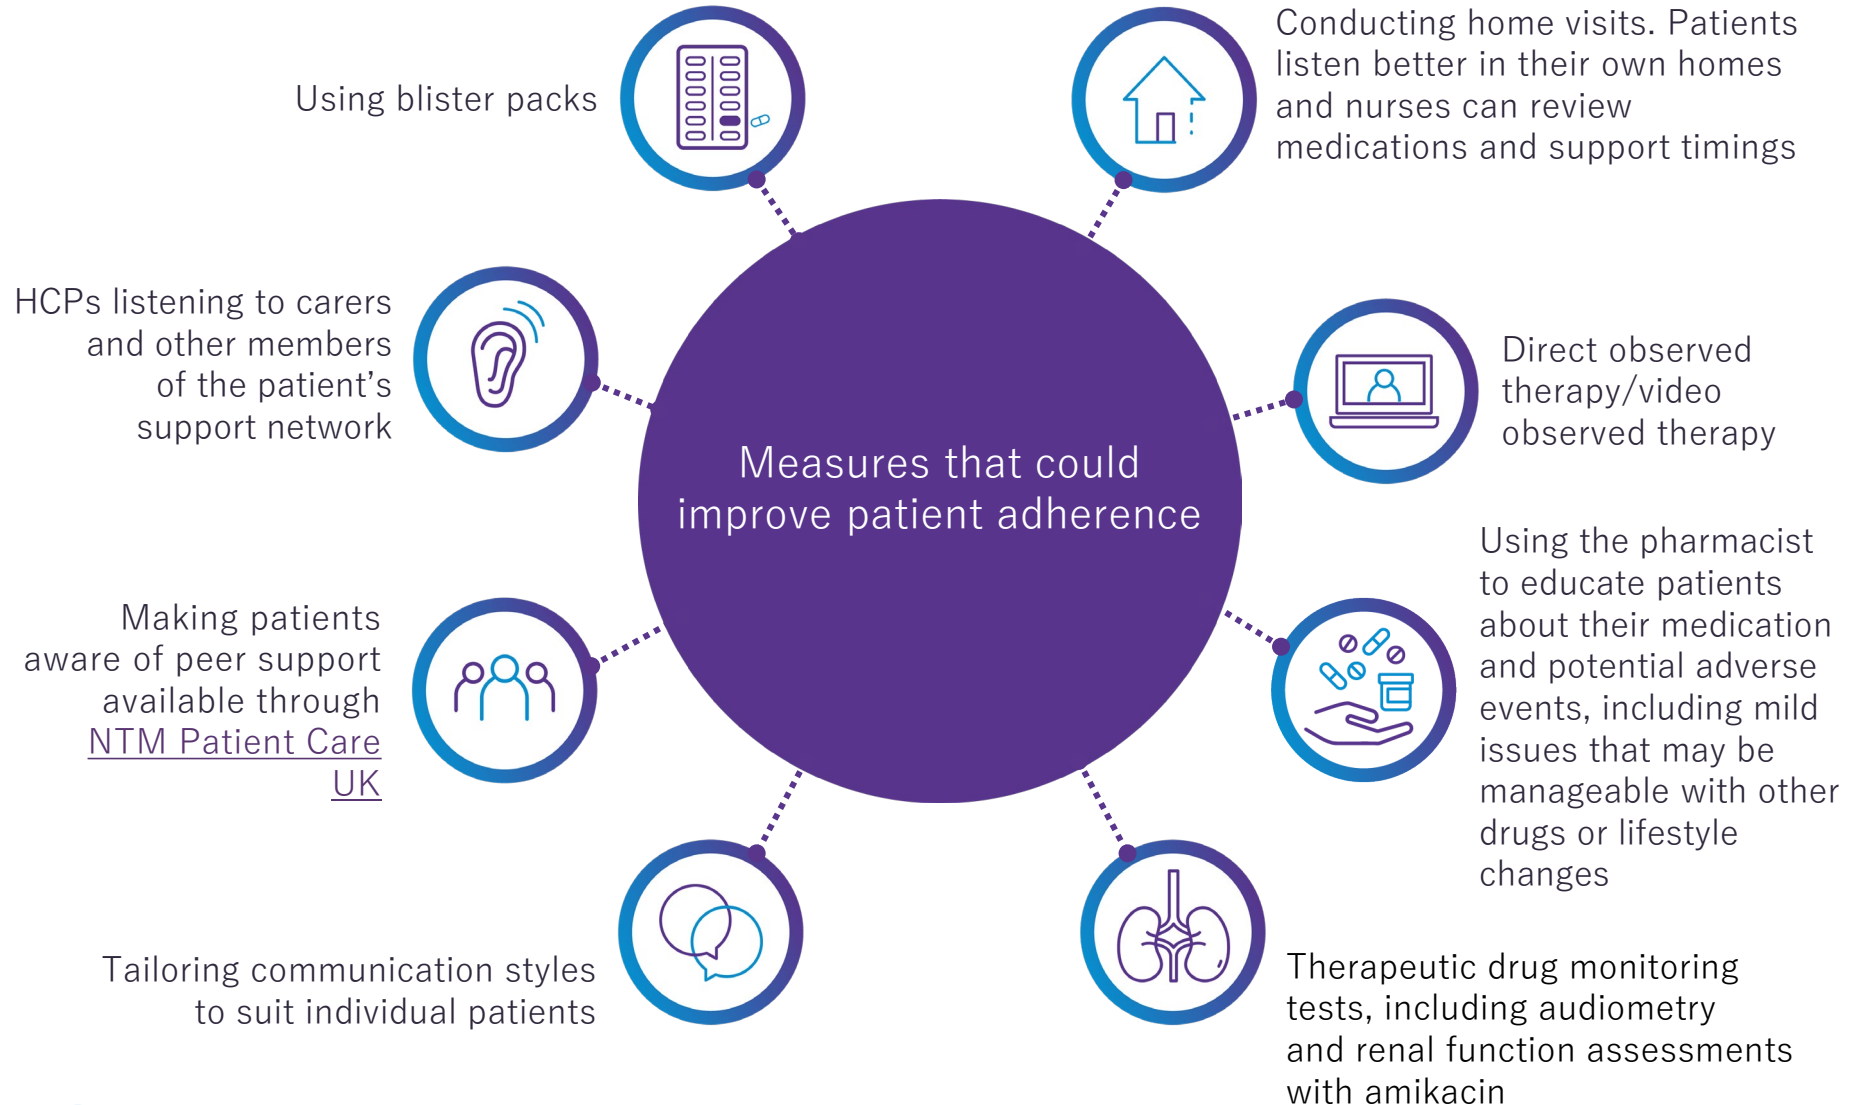 Using blister packs
Conducting home visits. Patients
listen better in their own homes
and nurses can review
medications and support timings
HCPs listening to carers
and other members
of the patient’s
support network
Direct observed
therapy/video
observed therapy
Measures that could
improve patient adherence
Using the pharmacist
to educate patients
about their medication
and potential adverse
events, including mild
issues that may be
manageable with other
drugs or lifestyle
changes
Making patients
aware of peer support
available through
NTM Patient Care
UK
Tailoring communication styles
to suit individual patients
Therapeutic drug monitoring
tests, including audiometry
and renal function assessments
with amikacin